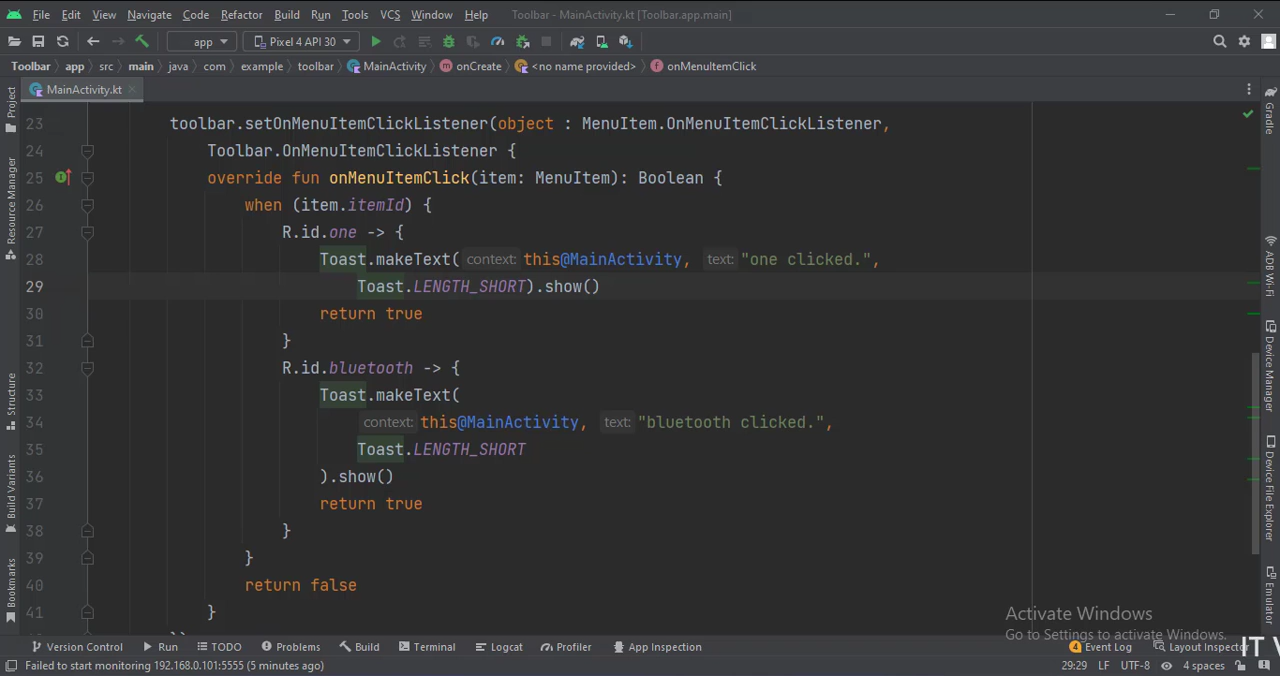 File Edit View Navigate Code Refactor Build Run Tools VCS Window Help Toolbar - MainActivity.kt [Toolbar.app.main]
app Pixel 4 API 30
Toolbar app src main java com example toolbar MainActivity onCreate <no name provided> onMenuItemClick
MainActivity.kt
Project
Resource Manager
Structure
Build Variants
Bookmarks
23 toolbar.setOnMenuItemClickListener(object : MenuItem.OnMenuItemClickListener,
24 Toolbar.OnMenuItemClickListener {
25 override fun onMenuItemClick(item: MenuItem): Boolean {
26 when (item.itemId) {
27 R.id.one -> {
28 Toast.makeText( context: this@MainActivity, text: "one clicked.",
29 Toast.LENGTH_SHORT).show()
30 return true
31 }
32 R.id.bluetooth -> {
33 Toast.makeText(
34 context: this@MainActivity, text: "bluetooth clicked.",
35 Toast.LENGTH_SHORT
36 ).show()
37 return true
38 }
39 }
40 return false
41 }
})
Gradle
ADB Wi-Fi
Device Manager
Device File Explorer
Emulator
Activate Windows
Go to Settings to activate Windows.
Version Control Run TODO Problems Build Terminal Logcat Profiler App Inspection 4 Event Log Layout Inspector
IT
Failed to start monitoring 192.168.0.101:5555 (5 minutes ago) 29:29 LF UTF-8 4 spaces